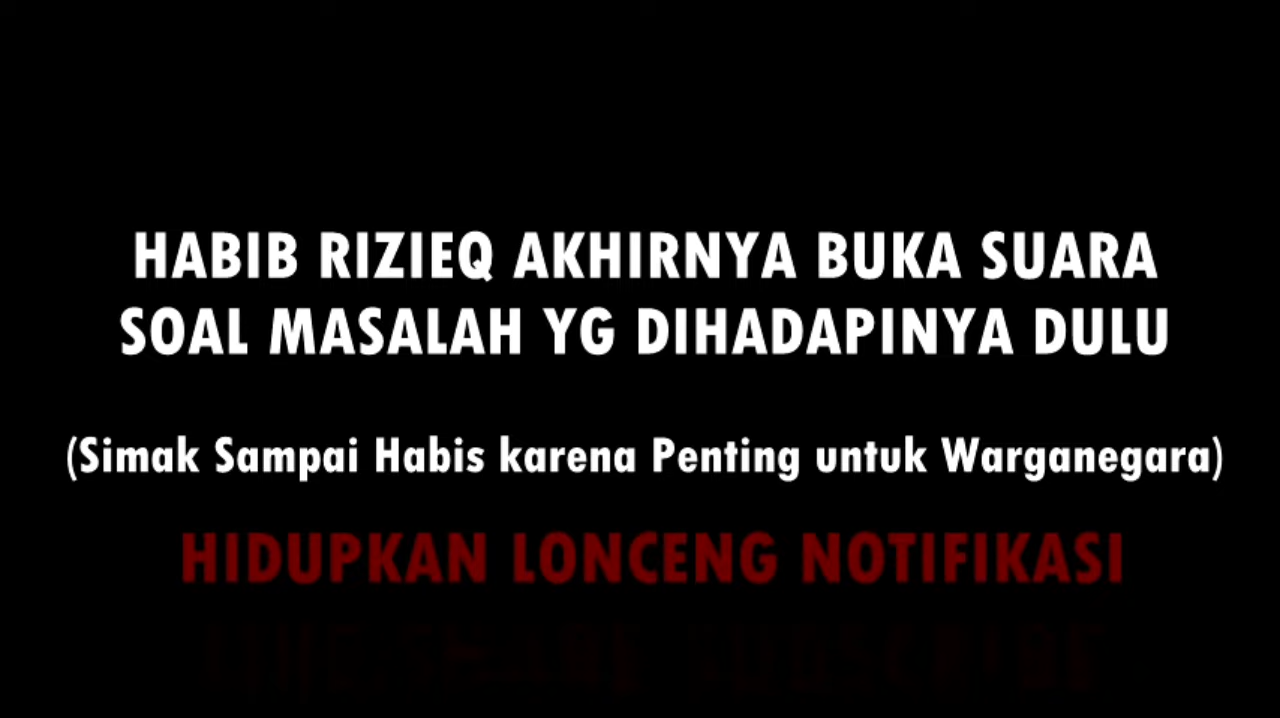 HABIB RIZIEQ AKHIRNYA BUKA SUARA
SOAL MASALAH YG DIHADAPINYA DULU
(Simak Sampai Habis karena Penting untuk Warganegara)
HIDUPKAN LONCENG NOTIFIKASI